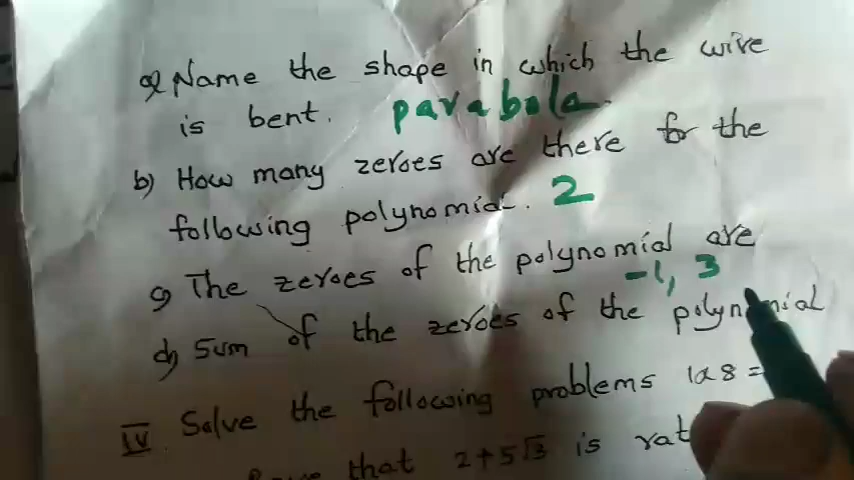 a) Name the shape in which the wire
is bent. parabola.
b) How many zeroes are there for the
following polynomial. 2
c) The zeroes of the polynomial are
-1, 3
d) Sum of the zeroes of the polynomial
IV Solve the following problems 1x8=
that 2+5√3 is